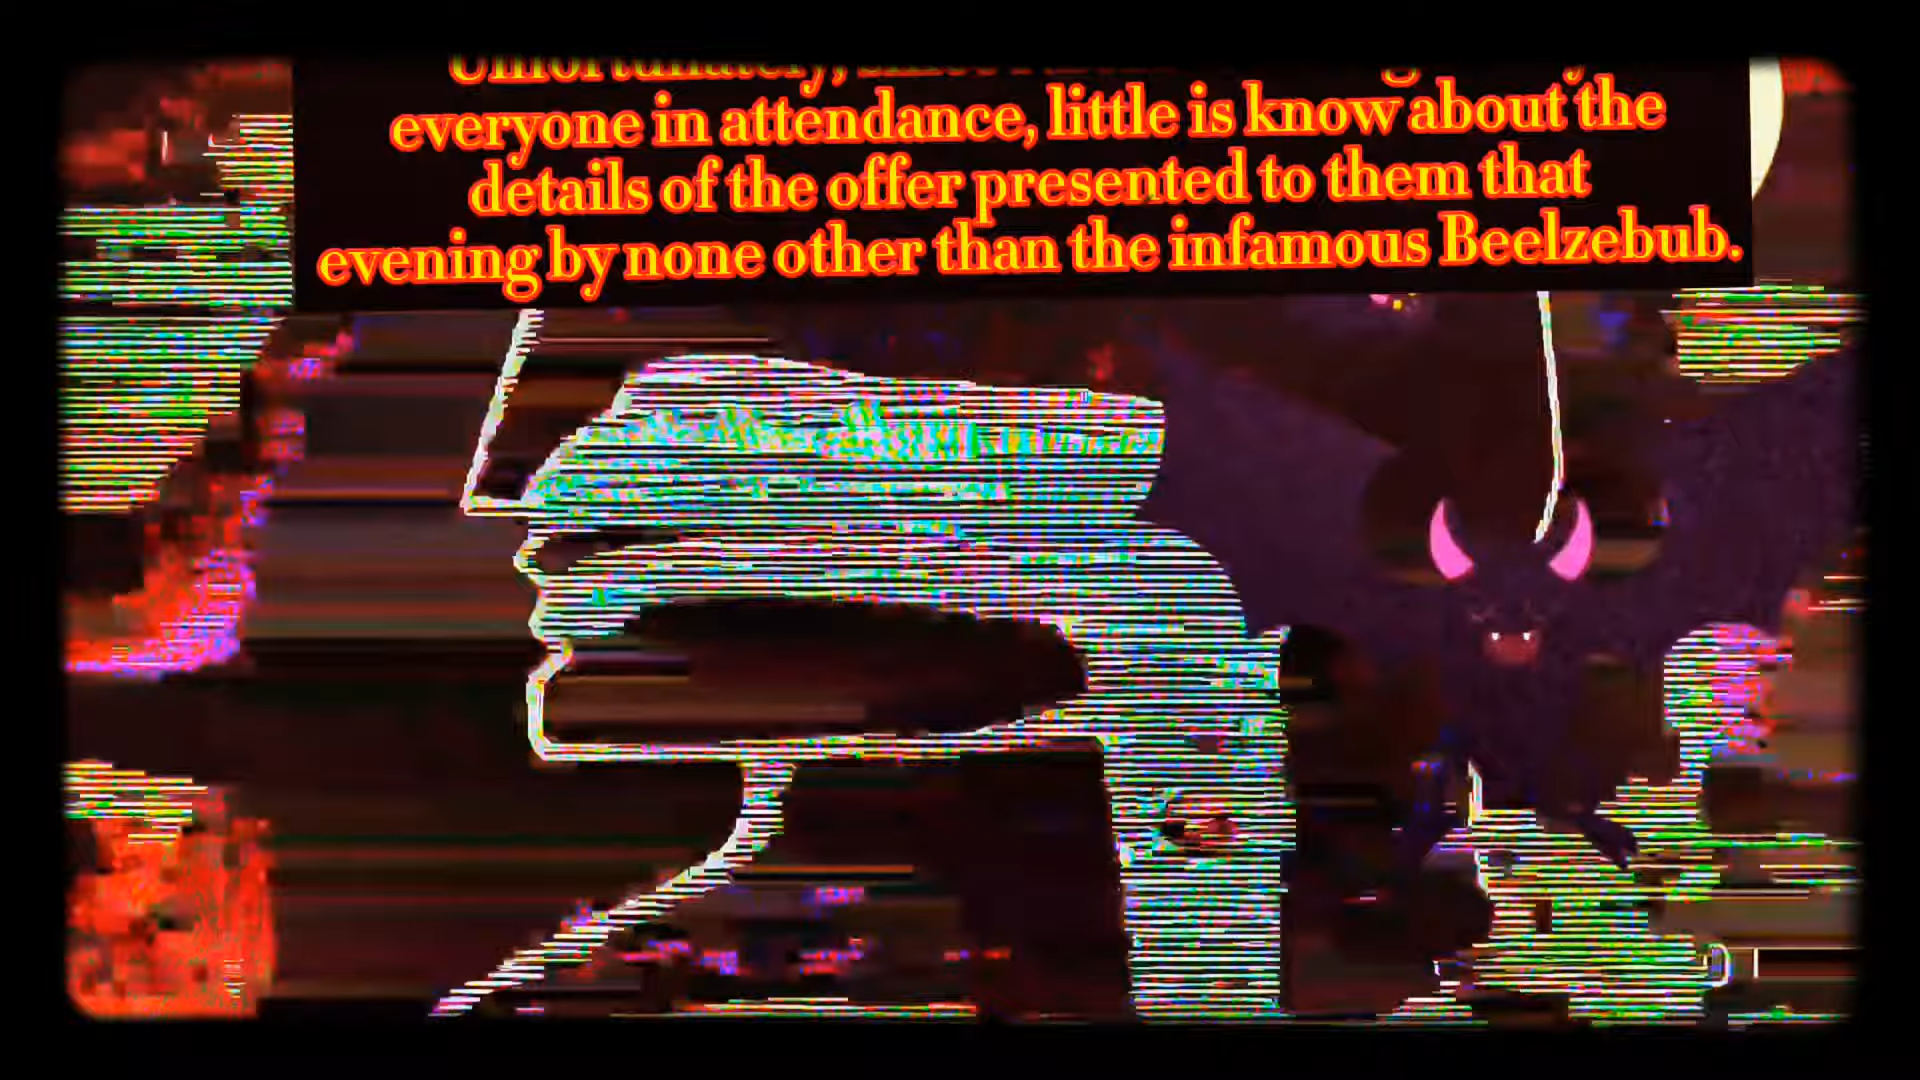 Unfortunately,
everyone in attendance, little is know about the
details of the offer presented to them that
evening by none other than the infamous Beelzebub.